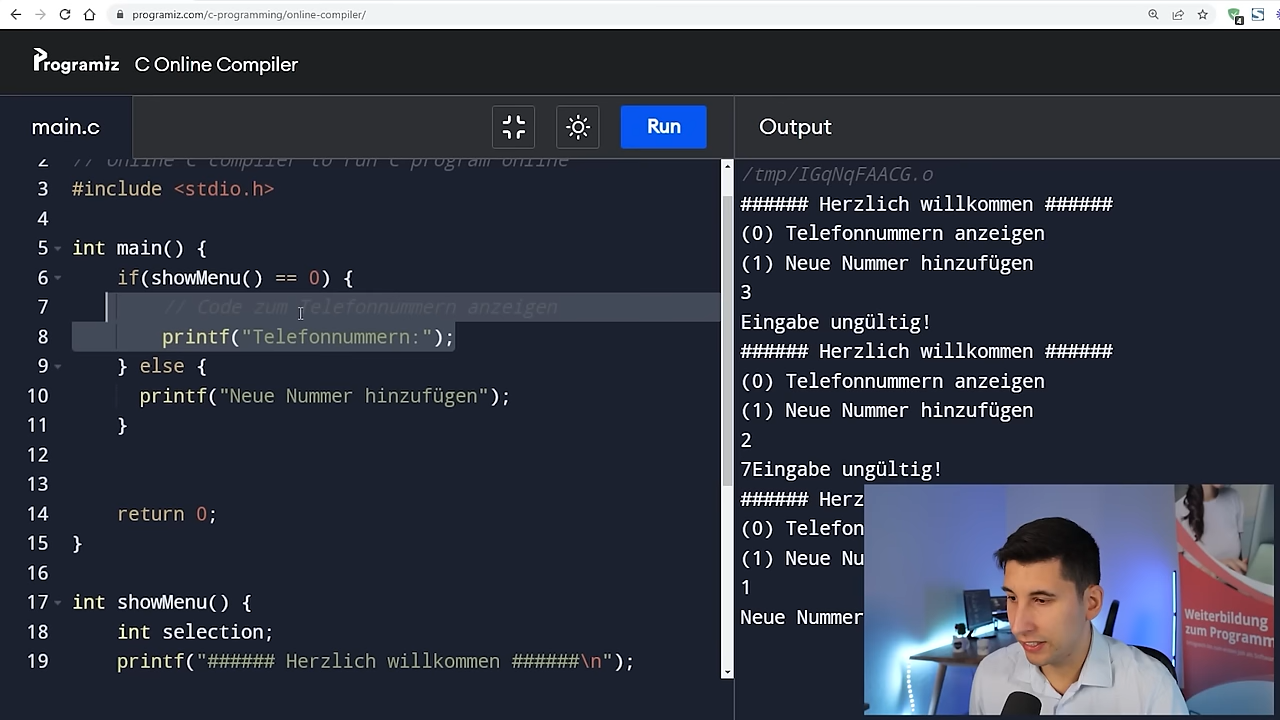 programiz.com/c-programming/online-compiler/
4
Programiz C Online Compiler
main.c
Run
Output
2 // Online C compiler to run C program online
3 #include <stdio.h>
4
5 int main() {
6 if(showMenu() == 0) {
7 // Code zum Telefonnummern anzeigen
8 printf("Telefonnummern:");
9 } else {
10 printf("Neue Nummer hinzufügen");
11 }
12
13
14 return 0;
15 }
16
17 int showMenu() {
18 int selection;
19 printf("###### Herzlich willkommen ######\n");
/tmp/IGqNqFAACG.o
###### Herzlich willkommen ######
(0) Telefonnummern anzeigen
(1) Neue Nummer hinzufügen
3
Eingabe ungültig!
###### Herzlich willkommen ######
(0) Telefonnummern anzeigen
(1) Neue Nummer hinzufügen
2
7Eingabe ungültig!
###### Herz
(0) Telefon
(1) Neue Nu
1
Neue Nummer
Weiterbildung
zum Programm